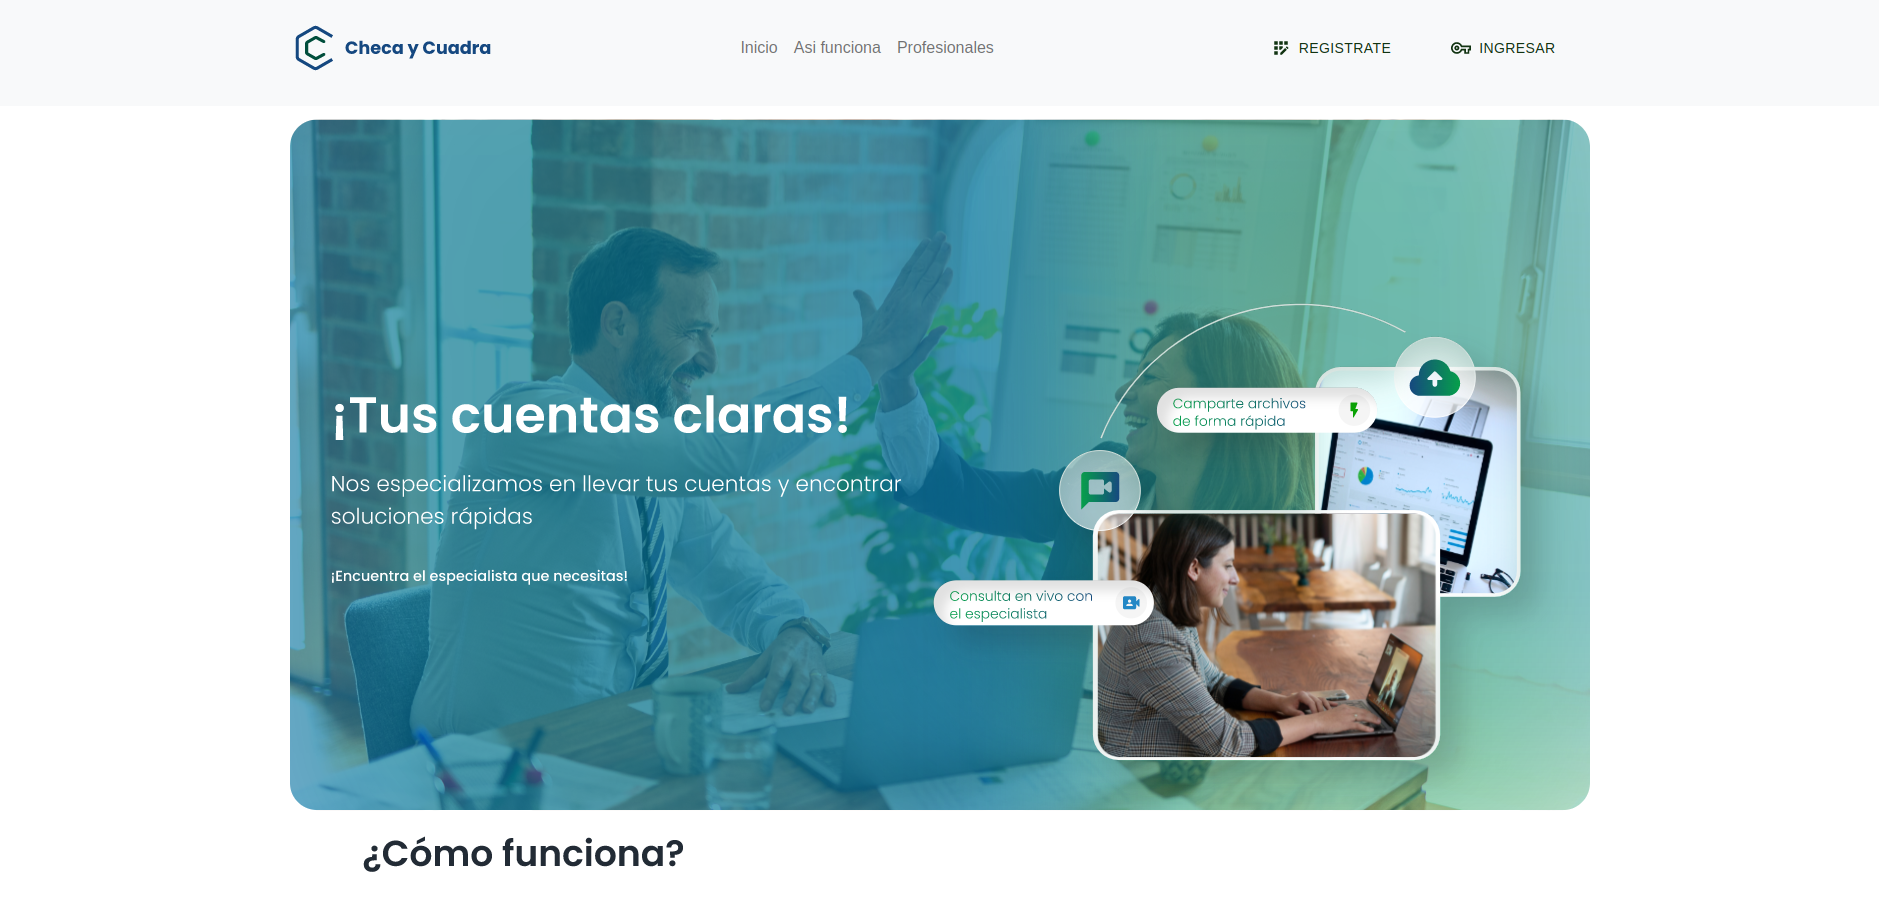 Checa y Cuadra
Inicio Asi funciona Profesionales
REGISTRATE INGRESAR
¡Tus cuentas claras!
Nos especializamos en llevar tus cuentas y encontrar
soluciones rápidas
¡Encuentra el especialista que necesitas!
Camparte archivos
de forma rápida
Consulta en vivo con
el especialista
¿Cómo funciona?